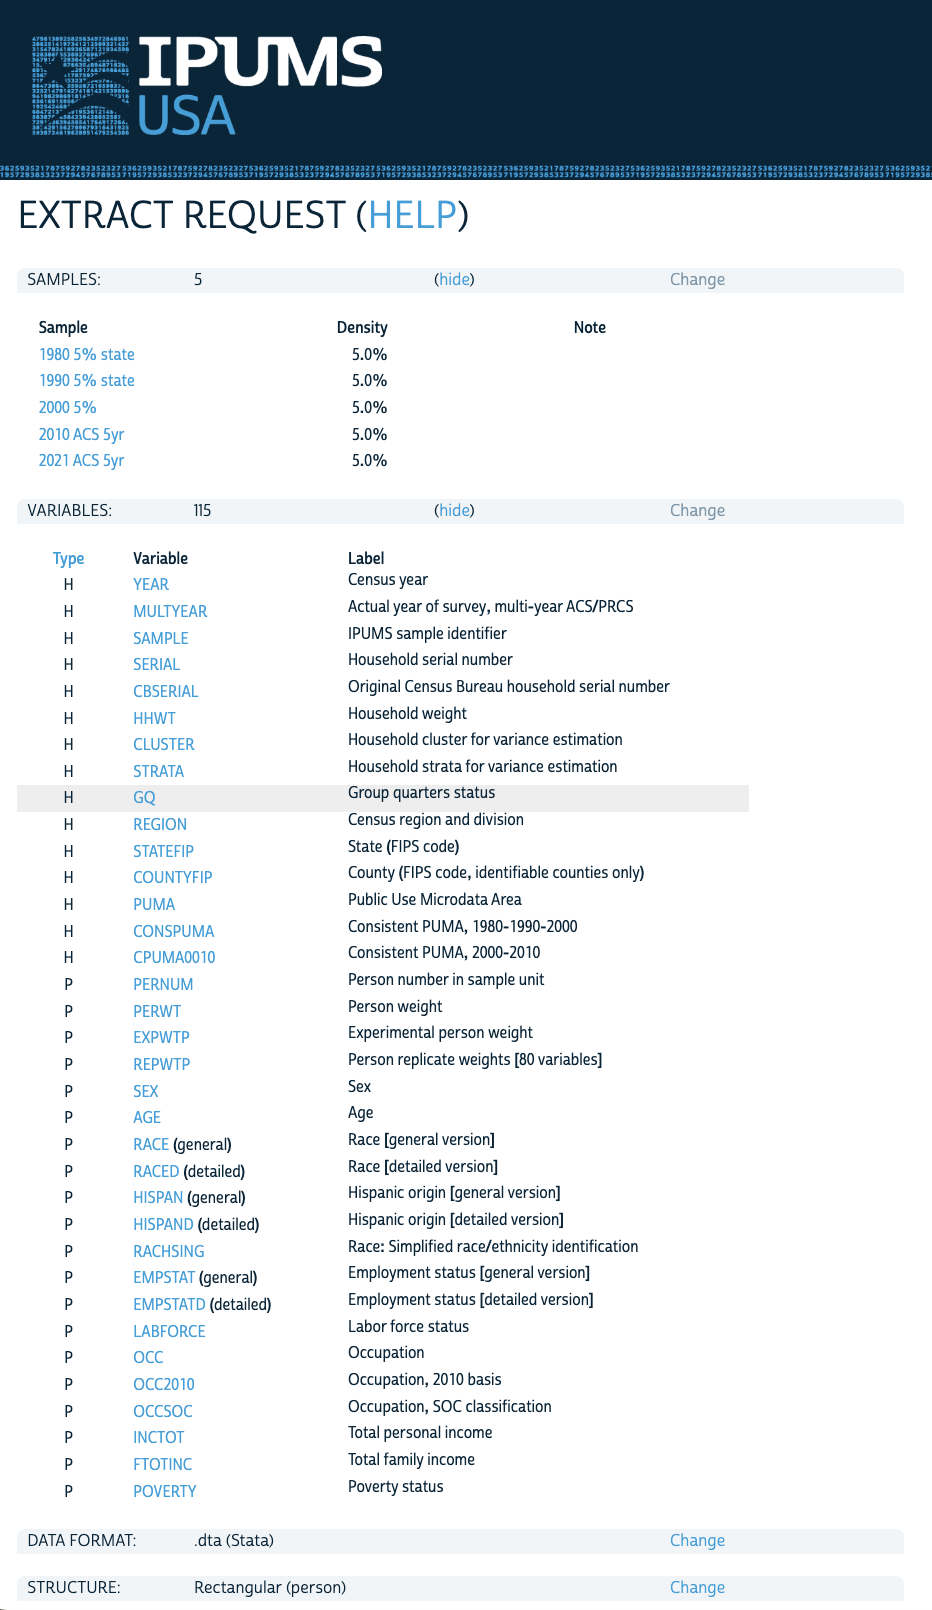 IPUMS
USA
EXTRACT REQUEST (HELP)
SAMPLES: 5 (hide) Change
Sample Density Note
1980 5% state 5.0%
1990 5% state 5.0%
2000 5% 5.0%
2010 ACS 5yr 5.0%
2021 ACS 5yr 5.0%
VARIABLES: 115 (hide) Change
Type Variable Label
H YEAR Census year
H MULTYEAR Actual year of survey, multi-year ACS/PRCS
H SAMPLE IPUMS sample identifier
H SERIAL Household serial number
H CBSERIAL Original Census Bureau household serial number
H HHWT Household weight
H CLUSTER Household cluster for variance estimation
H STRATA Household strata for variance estimation
H GQ Group quarters status
H REGION Census region and division
H STATEFIP State (FIPS code)
H COUNTYFIP County (FIPS code, identifiable counties only)
H PUMA Public Use Microdata Area
H CONSPUMA Consistent PUMA, 1980-1990-2000
H CPUMA0010 Consistent PUMA, 2000-2010
P PERNUM Person number in sample unit
P PERWT Person weight
P EXPWTP Experimental person weight
P REPWTP Person replicate weights [80 variables]
P SEX Sex
P AGE Age
P RACE (general) Race [general version]
P RACED (detailed) Race [detailed version]
P HISPAN (general) Hispanic origin [general version]
P HISPAND (detailed) Hispanic origin [detailed version]
P RACHSING Race: Simplified race/ethnicity identification
P EMPSTAT (general) Employment status [general version]
P EMPSTATD (detailed) Employment status [detailed version]
P LABFORCE Labor force status
P OCC Occupation
P OCC2010 Occupation, 2010 basis
P OCCSOC Occupation, SOC classification
P INCTOT Total personal income
P FTOTINC Total family income
P POVERTY Poverty status
DATA FORMAT: .dta (Stata) Change
STRUCTURE: Rectangular (person) Change